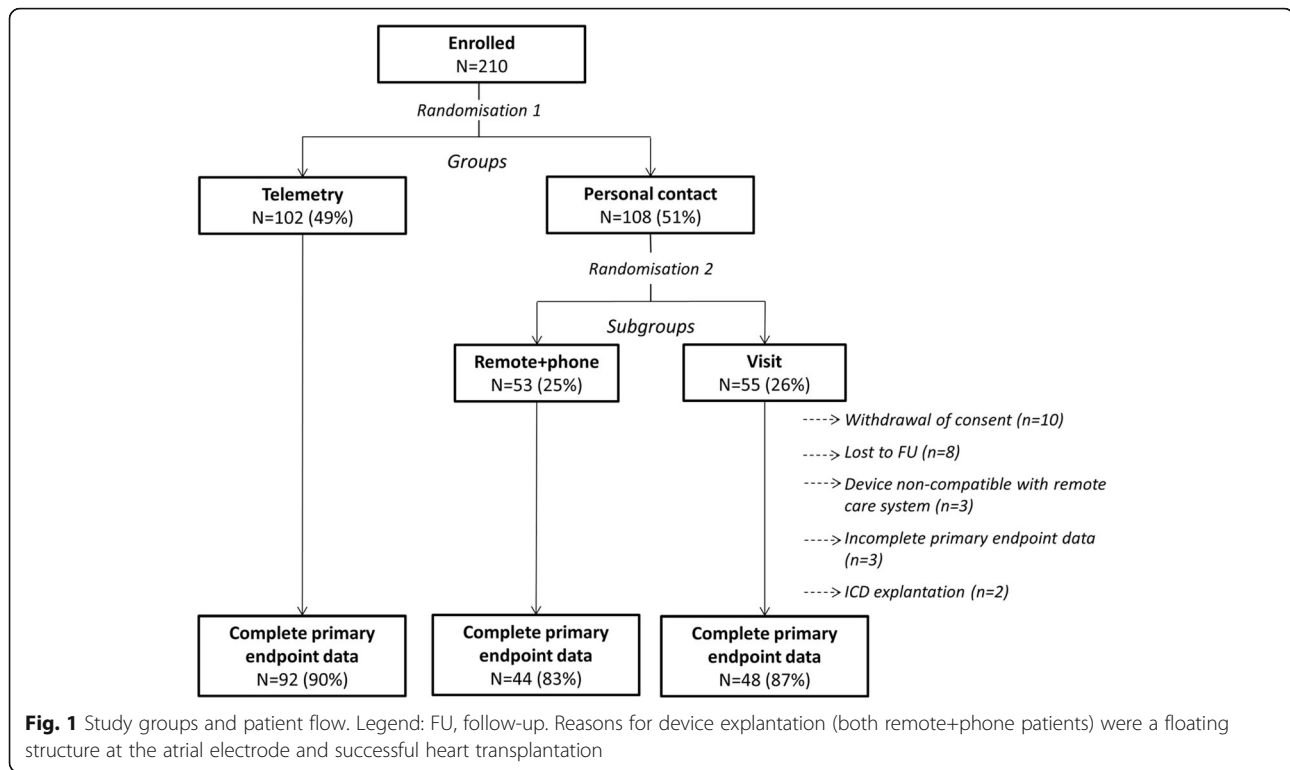 Enrolled
N=210
Randomisation 1
Groups
Telemetry
N=102 (49%)
Personal contact
N=108 (51%)
Randomisation 2
Subgroups
Remote+phone
N=53 (25%)
Visit
N=55 (26%)
Withdrawal of consent (n=10)
Lost to FU (n=8)
Device non-compatible with remote
care system (n=3)
Incomplete primary endpoint data
(n=3)
ICD explantation (n=2)
Complete primary
endpoint data
N=92 (90%)
Complete primary
endpoint data
N=44 (83%)
Complete primary
endpoint data
N=48 (87%)
Fig. 1 Study groups and patient flow. Legend: FU, follow-up. Reasons for device explantation (both remote+phone patients) were a floating
structure at the atrial electrode and successful heart transplantation